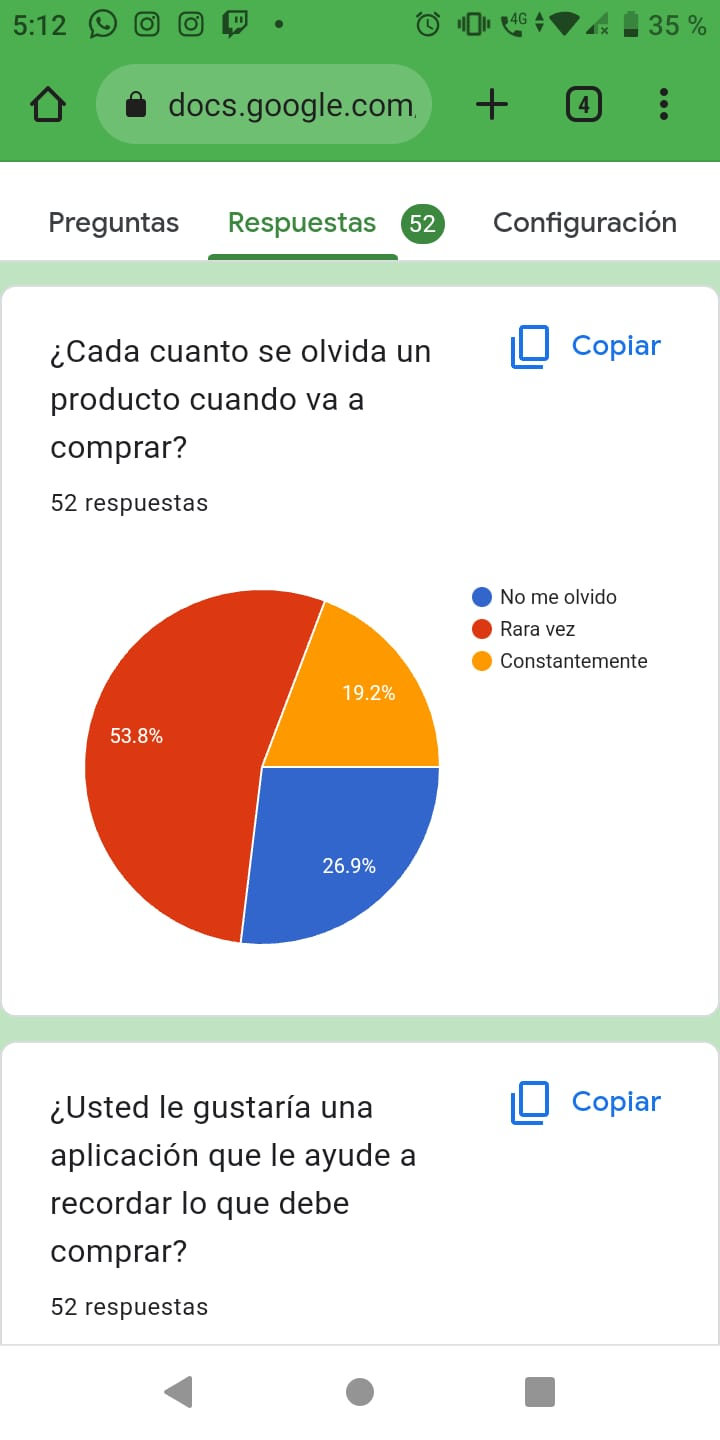 5:12
4G
35 %
docs.google.com
4
Preguntas
Respuestas
52
Configuración
¿Cada cuanto se olvida un
producto cuando va a
comprar?
Copiar
52 respuestas
No me olvido
Rara vez
Constantemente
19.2%
53.8%
26.9%
¿Usted le gustaría una
aplicación que le ayude a
recordar lo que debe
comprar?
Copiar
52 respuestas